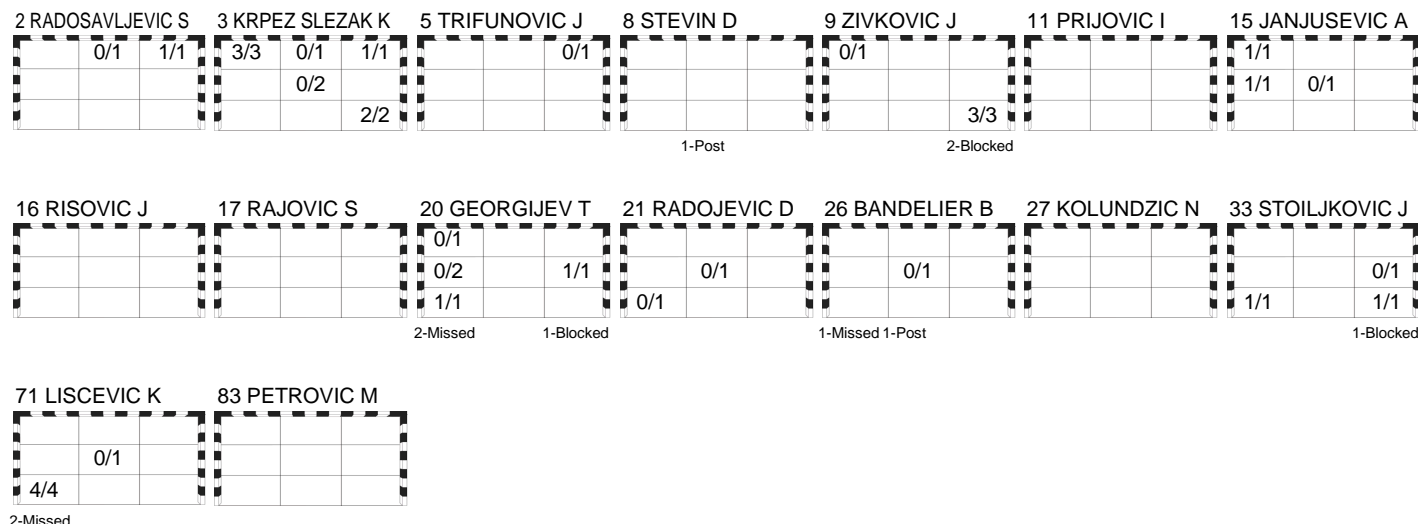 2 RADOSAVLJEVIC S 3 KRPEZ SLEZAK K 5 TRIFUNOVIC J 8 STEVIN D 9 ZIVKOVIC J 11 PRIJOVIC I 15 JANJUSEVIC A
0/1 1/1 3/3 0/1 1/1 0/1 0/1 1/1
0/2 1/1 0/1
2/2 3/3
1-Post 2-Blocked
16 RISOVIC J 17 RAJOVIC S 20 GEORGIJEV T 21 RADOJEVIC D 26 BANDELIER B 27 KOLUNDZIC N 33 STOILJKOVIC J
0/1
0/2 1/1 0/1 0/1 0/1
1/1 0/1 1/1 1/1
2-Missed 1-Blocked 1-Missed 1-Post 1-Blocked
71 LISCEVIC K 83 PETROVIC M
0/1
4/4
2-Missed